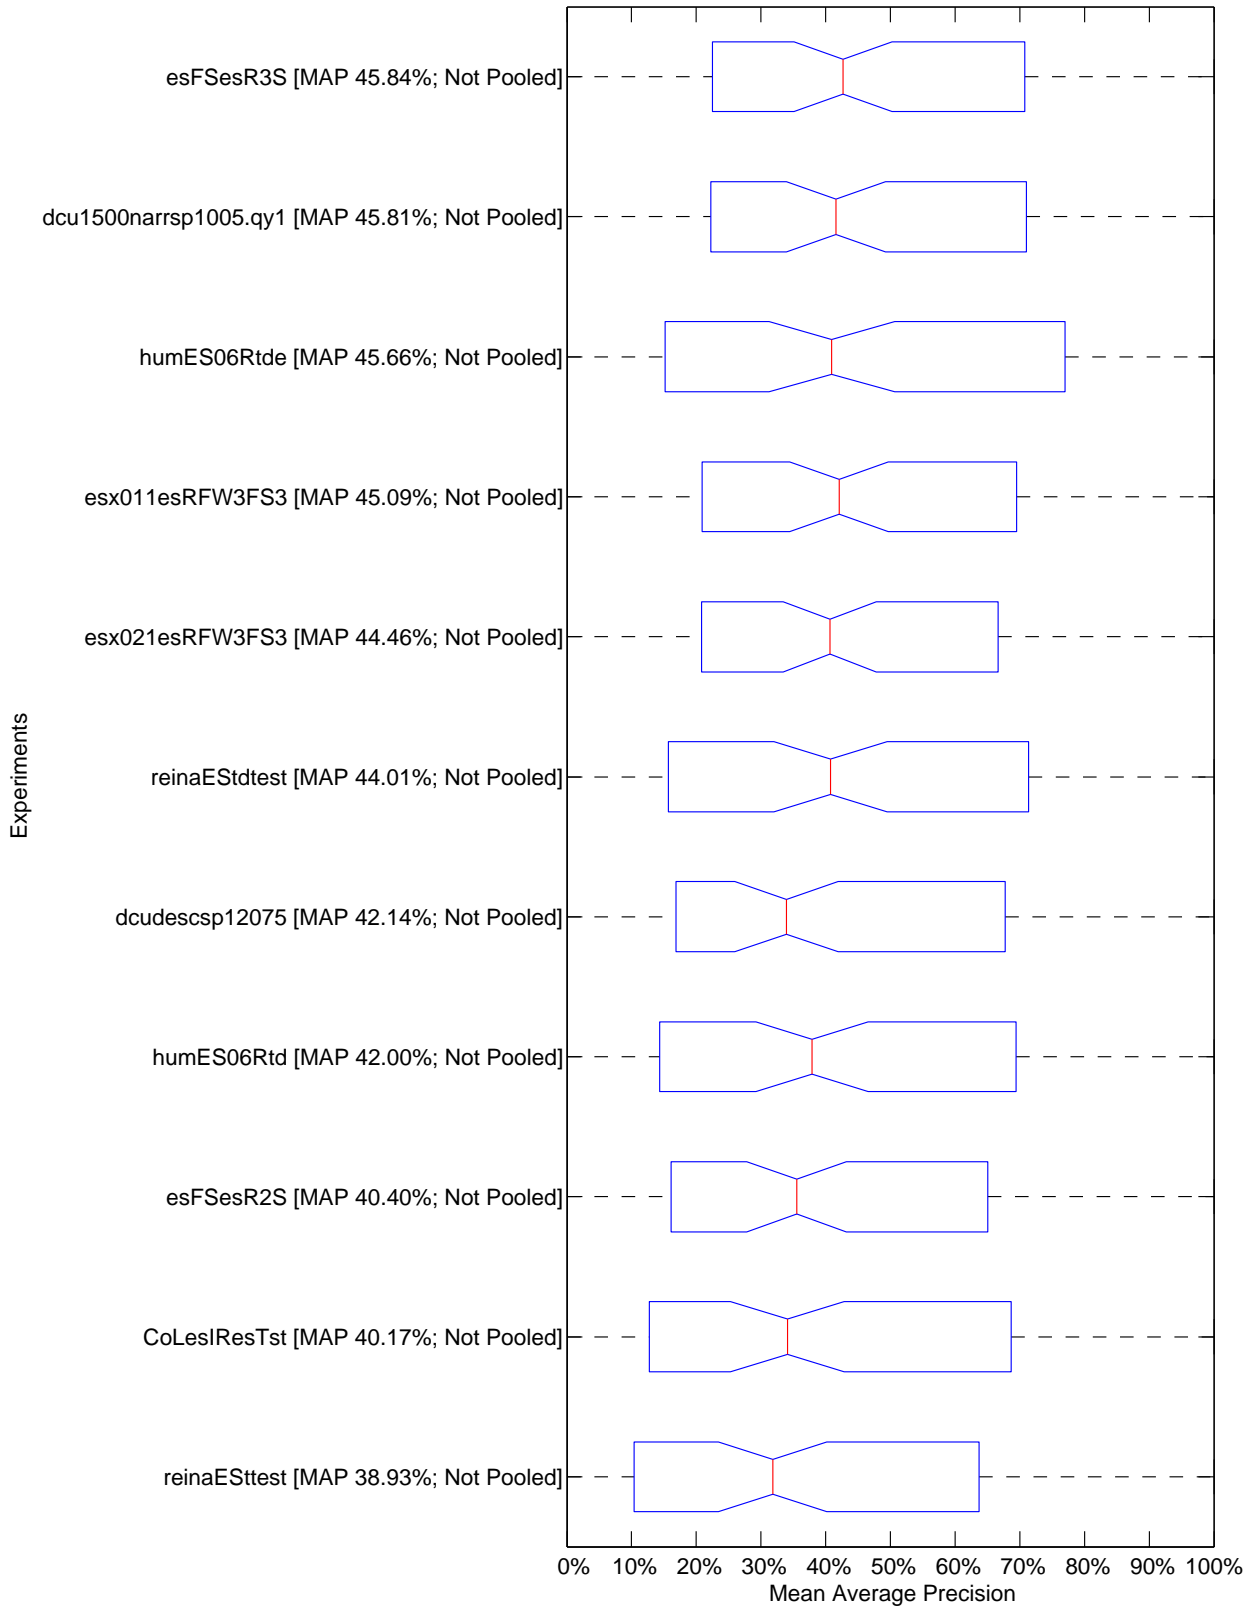 esFSesR3S [MAP 45.84%; Not Pooled]
dcu1500narrsp1005.qy1 [MAP 45.81%; Not Pooled]
humES06Rtde [MAP 45.66%; Not Pooled]
esx011esRFW3FS3 [MAP 45.09%; Not Pooled]
esx021esRFW3FS3 [MAP 44.46%; Not Pooled]
reinaEStdtest [MAP 44.01%; Not Pooled]
dcudescsp12075 [MAP 42.14%; Not Pooled]
humES06Rtd [MAP 42.00%; Not Pooled]
esFSesR2S [MAP 40.40%; Not Pooled]
CoLesIResTst [MAP 40.17%; Not Pooled]
reinaESttest [MAP 38.93%; Not Pooled]
Experiments
0% 10% 20% 30% 40% 50% 60% 70% 80% 90% 100%
Mean Average Precision